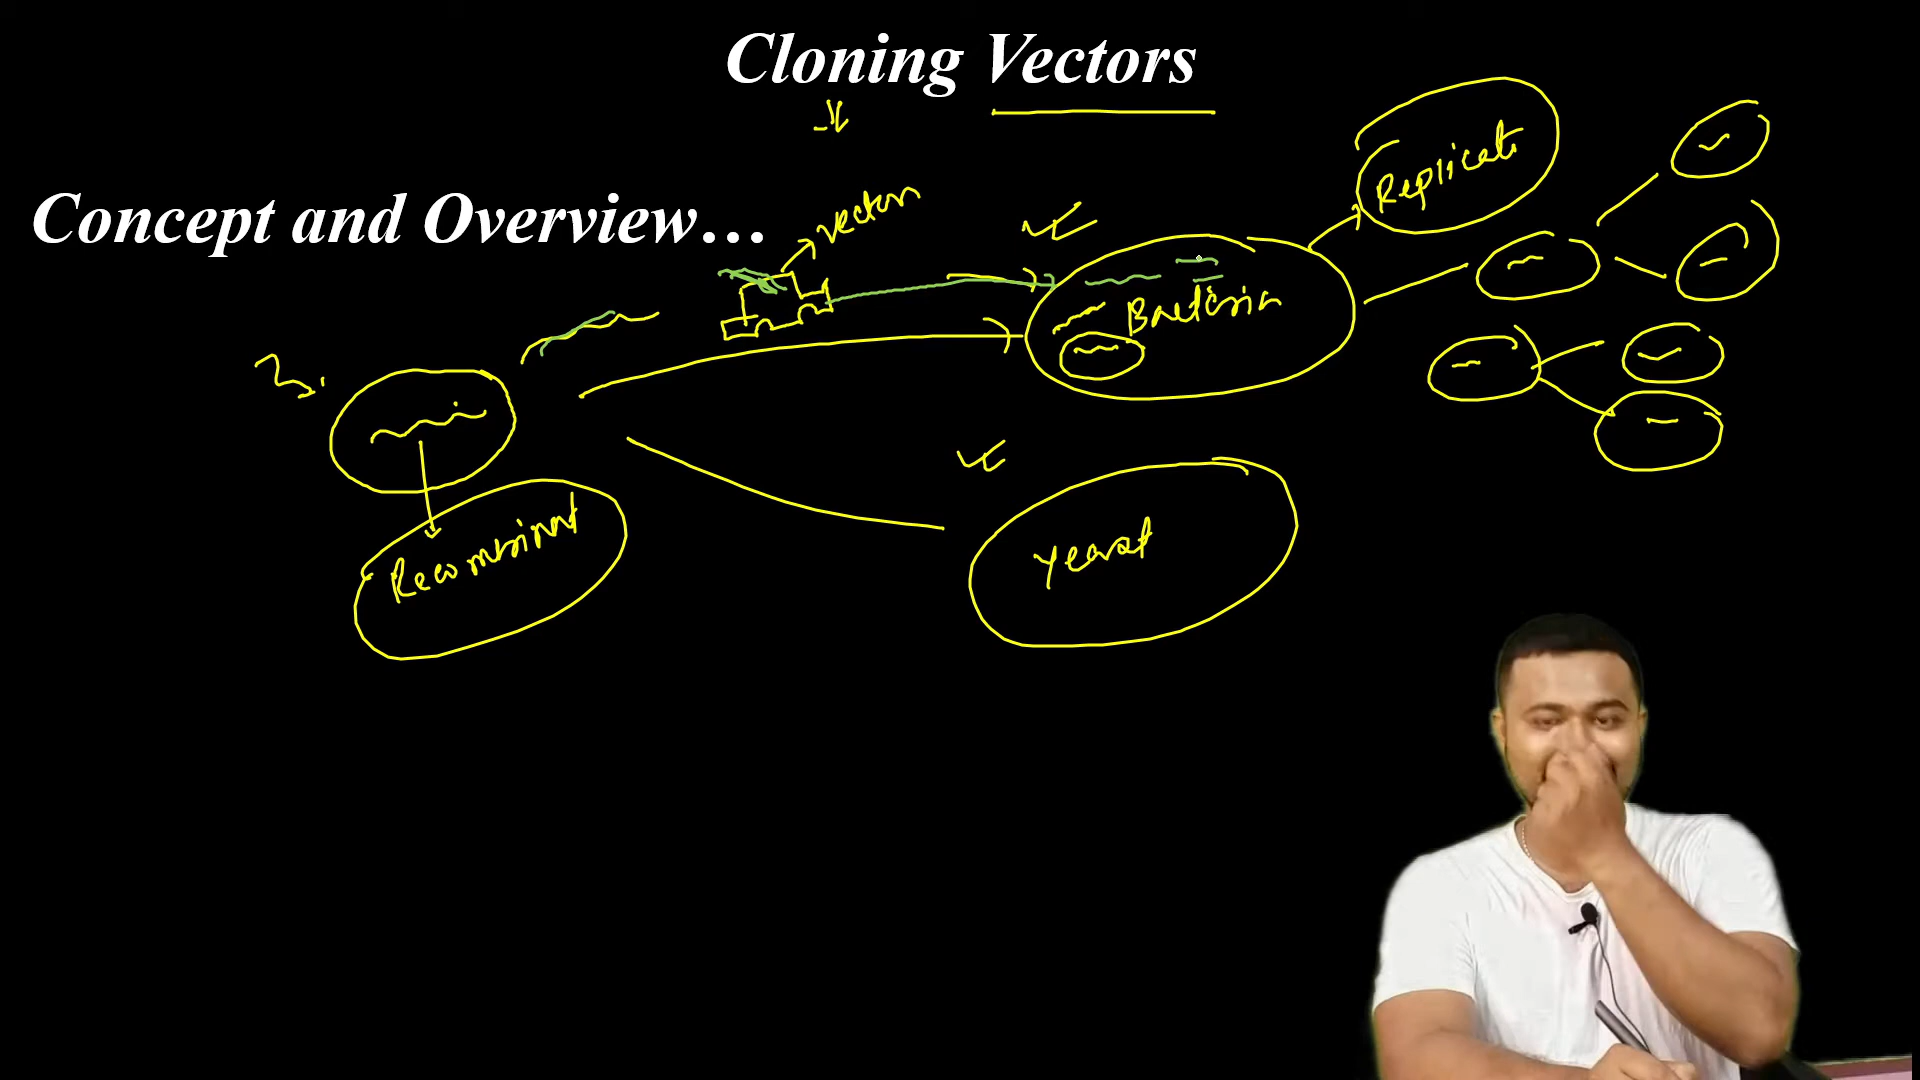 Cloning Vectors
Concept and Overview...
vector
Replicate
Bacteria
Recombinant
Yeast